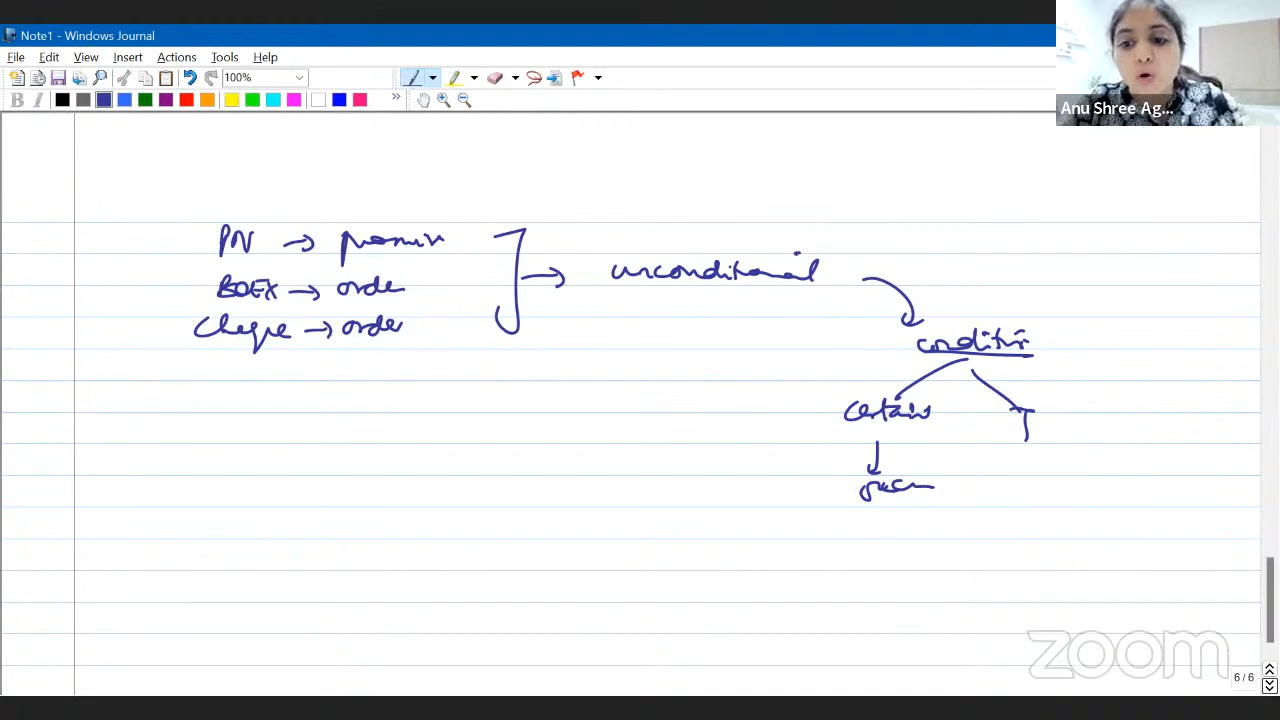 Note1 - Windows Journal
File Edit View Insert Actions Tools Help
100%
B I
Anu Shree Ag...
PN → promise
BOEX → order
Cheque → order
→ unconditional
condition
certain
zoom
6 / 6